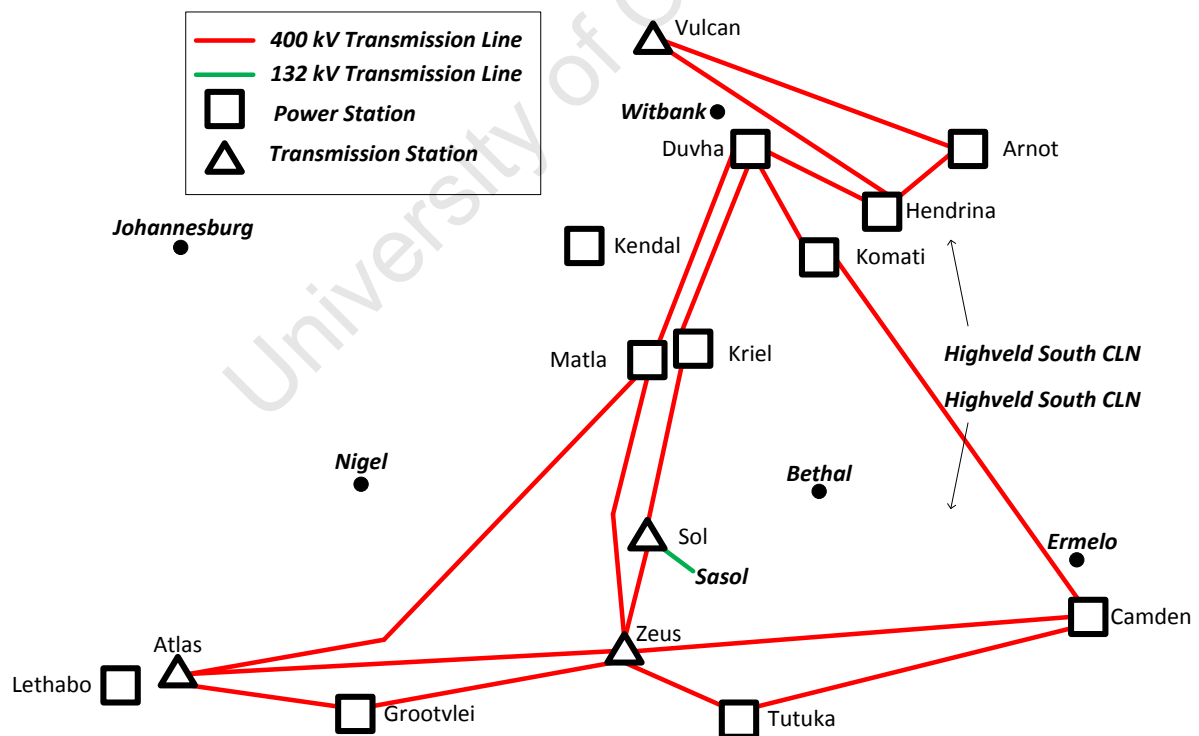 University of C
400 kV Transmission Line
132 kV Transmission Line
Power Station
Transmission Station
Vulcan
Witbank
Duvha
Arnot
Hendrina
Johannesburg
Kendal
Komati
Matla
Kriel
Highveld South CLN
Highveld South CLN
Nigel
Bethal
Sol
Ermelo
Sasol
Camden
Zeus
Atlas
Lethabo
Grootvlei
Tutuka